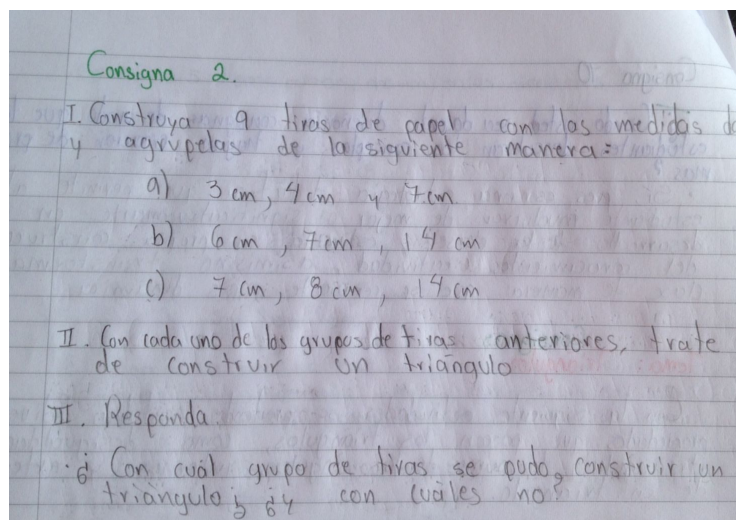 Consigna 2.
I. Construya 9 tiras de papel con las medidas
y agrupelas de la siguiente manera:
a) 3 cm, 4 cm y 7 cm
b) 6 cm, 7 cm, 14 cm
c) 7 cm, 8 cm, 14 cm
II. Con cada uno de los grupos de tiras anteriores, trate
de construir un triángulo
III. Responda.
¿ Con cuál grupo de tiras se pudo construir un
triángulo? ¿y con cuáles no?